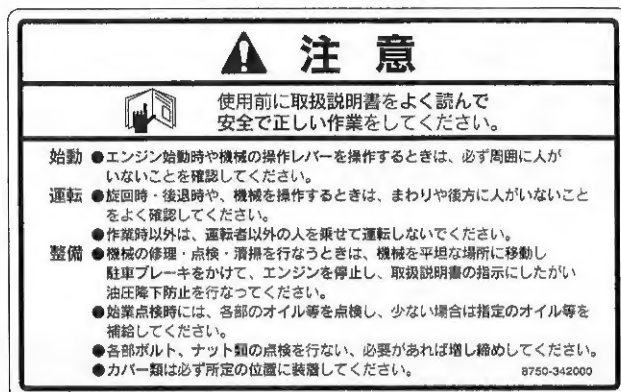 注意
使用前に取扱説明書をよく読んで
安全で正しい作業をしてください。
始動 ●エンジン始動時や機械の操作レバーを操作するときは、必ず周囲に人が
いないことを確認してください。
運転 ●旋回時・後退時や、機械を操作するときは、まわりや後方に人がいないこと
をよく確認してください。
●作業時以外は、運転者以外の人を乗せて運転しないでください。
整備 ●機械の修理・点検・清掃を行なうときは、機械を平坦な場所に移動し
駐車ブレーキをかけて、エンジンを停止し、取扱説明書の指示にしたがい
油圧降下防止を行なってください。
●始業点検時には、各部のオイル等を点検し、少ない場合は指定のオイル等を
補給してください。
●各部ボルト、ナット類の点検を行ない、必要があれば増し締めしてください。
●カバー類は必ず所定の位置に装着してください。 8750-342000